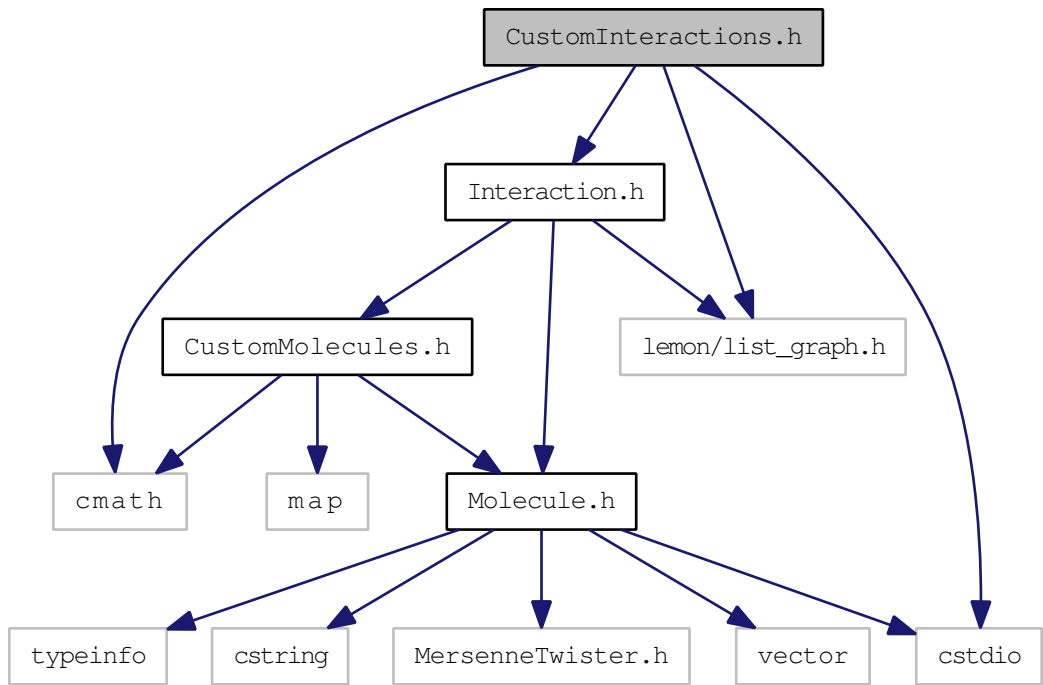 CustomInteractions.h
Interaction.h
CustomMolecules.h
lemon/list_graph.h
cmath
map
Molecule.h
typeinfo
cstring
MersenneTwister.h
vector
cstdio